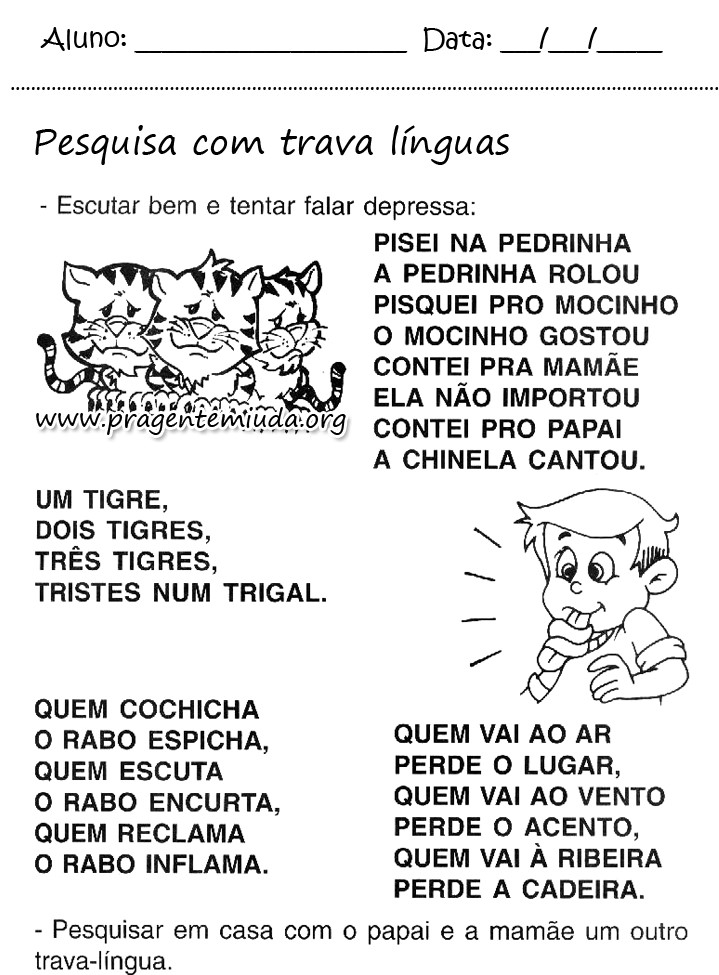 Aluno: ____________________ Data: ___/___/_____
Pesquisa com trava línguas
- Escutar bem e tentar falar depressa:
PISEI NA PEDRINHA
A PEDRINHA ROLOU
PISQUEI PRO MOCINHO
O MOCINHO GOSTOU
CONTEI PRA MAMÃE
ELA NÃO IMPORTOU
CONTEI PRO PAPAI
A CHINELA CANTOU.
www.pragentemiuda.org
UM TIGRE,
DOIS TIGRES,
TRÊS TIGRES,
TRISTES NUM TRIGAL.
QUEM COCHICHA
O RABO ESPICHA,
QUEM ESCUTA
O RABO ENCURTA,
QUEM RECLAMA
O RABO INFLAMA.
QUEM VAI AO AR
PERDE O LUGAR,
QUEM VAI AO VENTO
PERDE O ACENTO,
QUEM VAI À RIBEIRA
PERDE A CADEIRA.
- Pesquisar em casa com o papai e a mamãe um outro
trava-língua.